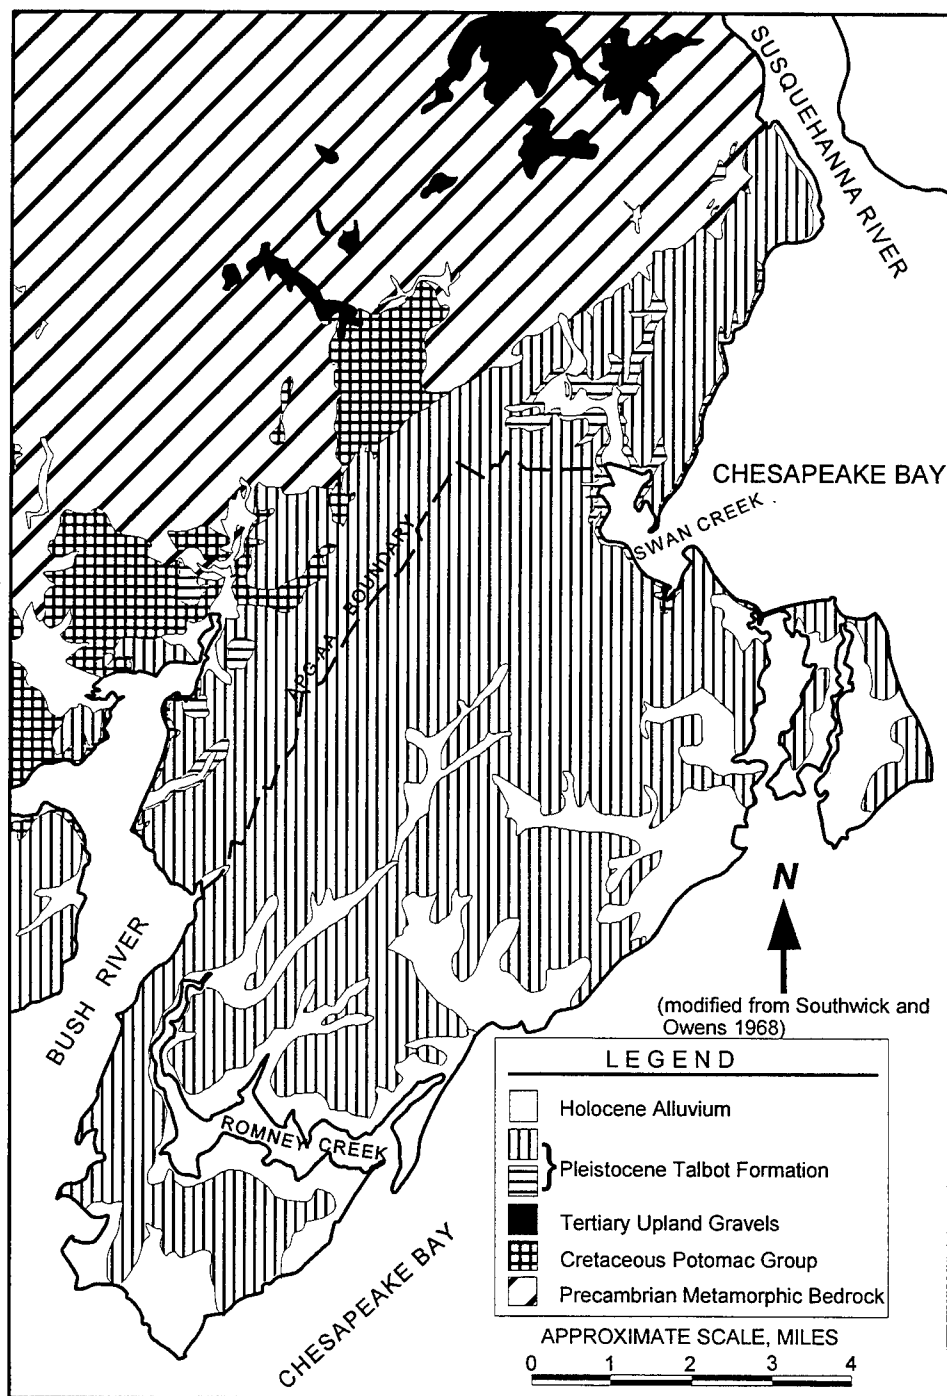 SUSQUEHANNA RIVER
CHESAPEAKE BAY
SWAN CREEK
APG-AA BOUNDARY
N
(modified from Southwick and
Owens 1968)
BUSH RIVER
ROMNEY CREEK
CHESAPEAKE BAY
LEGEND
Holocene Alluvium
Pleistocene Talbot Formation
Tertiary Upland Gravels
Cretaceous Potomac Group
Precambrian Metamorphic Bedrock
APPROXIMATE SCALE, MILES
0 1 2 3 4